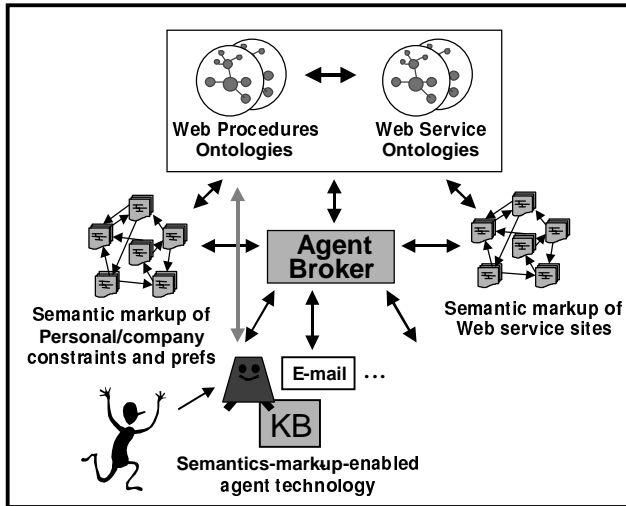 Web Procedures
Ontologies
Web Service
Ontologies
Agent
Broker
Semantic markup of
Personal/company
constraints and prefs
Semantic markup of
Web service sites
E-mail
...
KB
Semantics-markup-enabled
agent technology